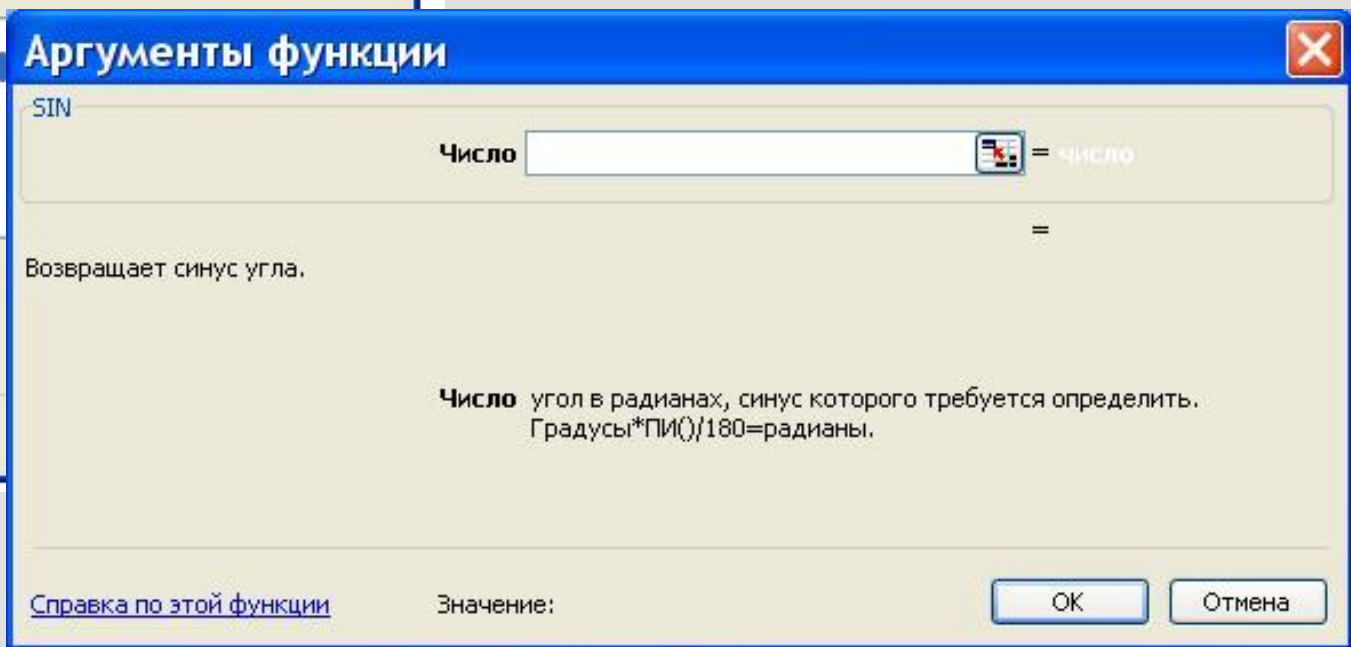 Аргументы функции
SIN
Число = число
=
Возвращает синус угла.
Число угол в радианах, синус которого требуется определить.
Градусы*ПИ()/180=радианы.
Справка по этой функции Значение: ОК Отмена